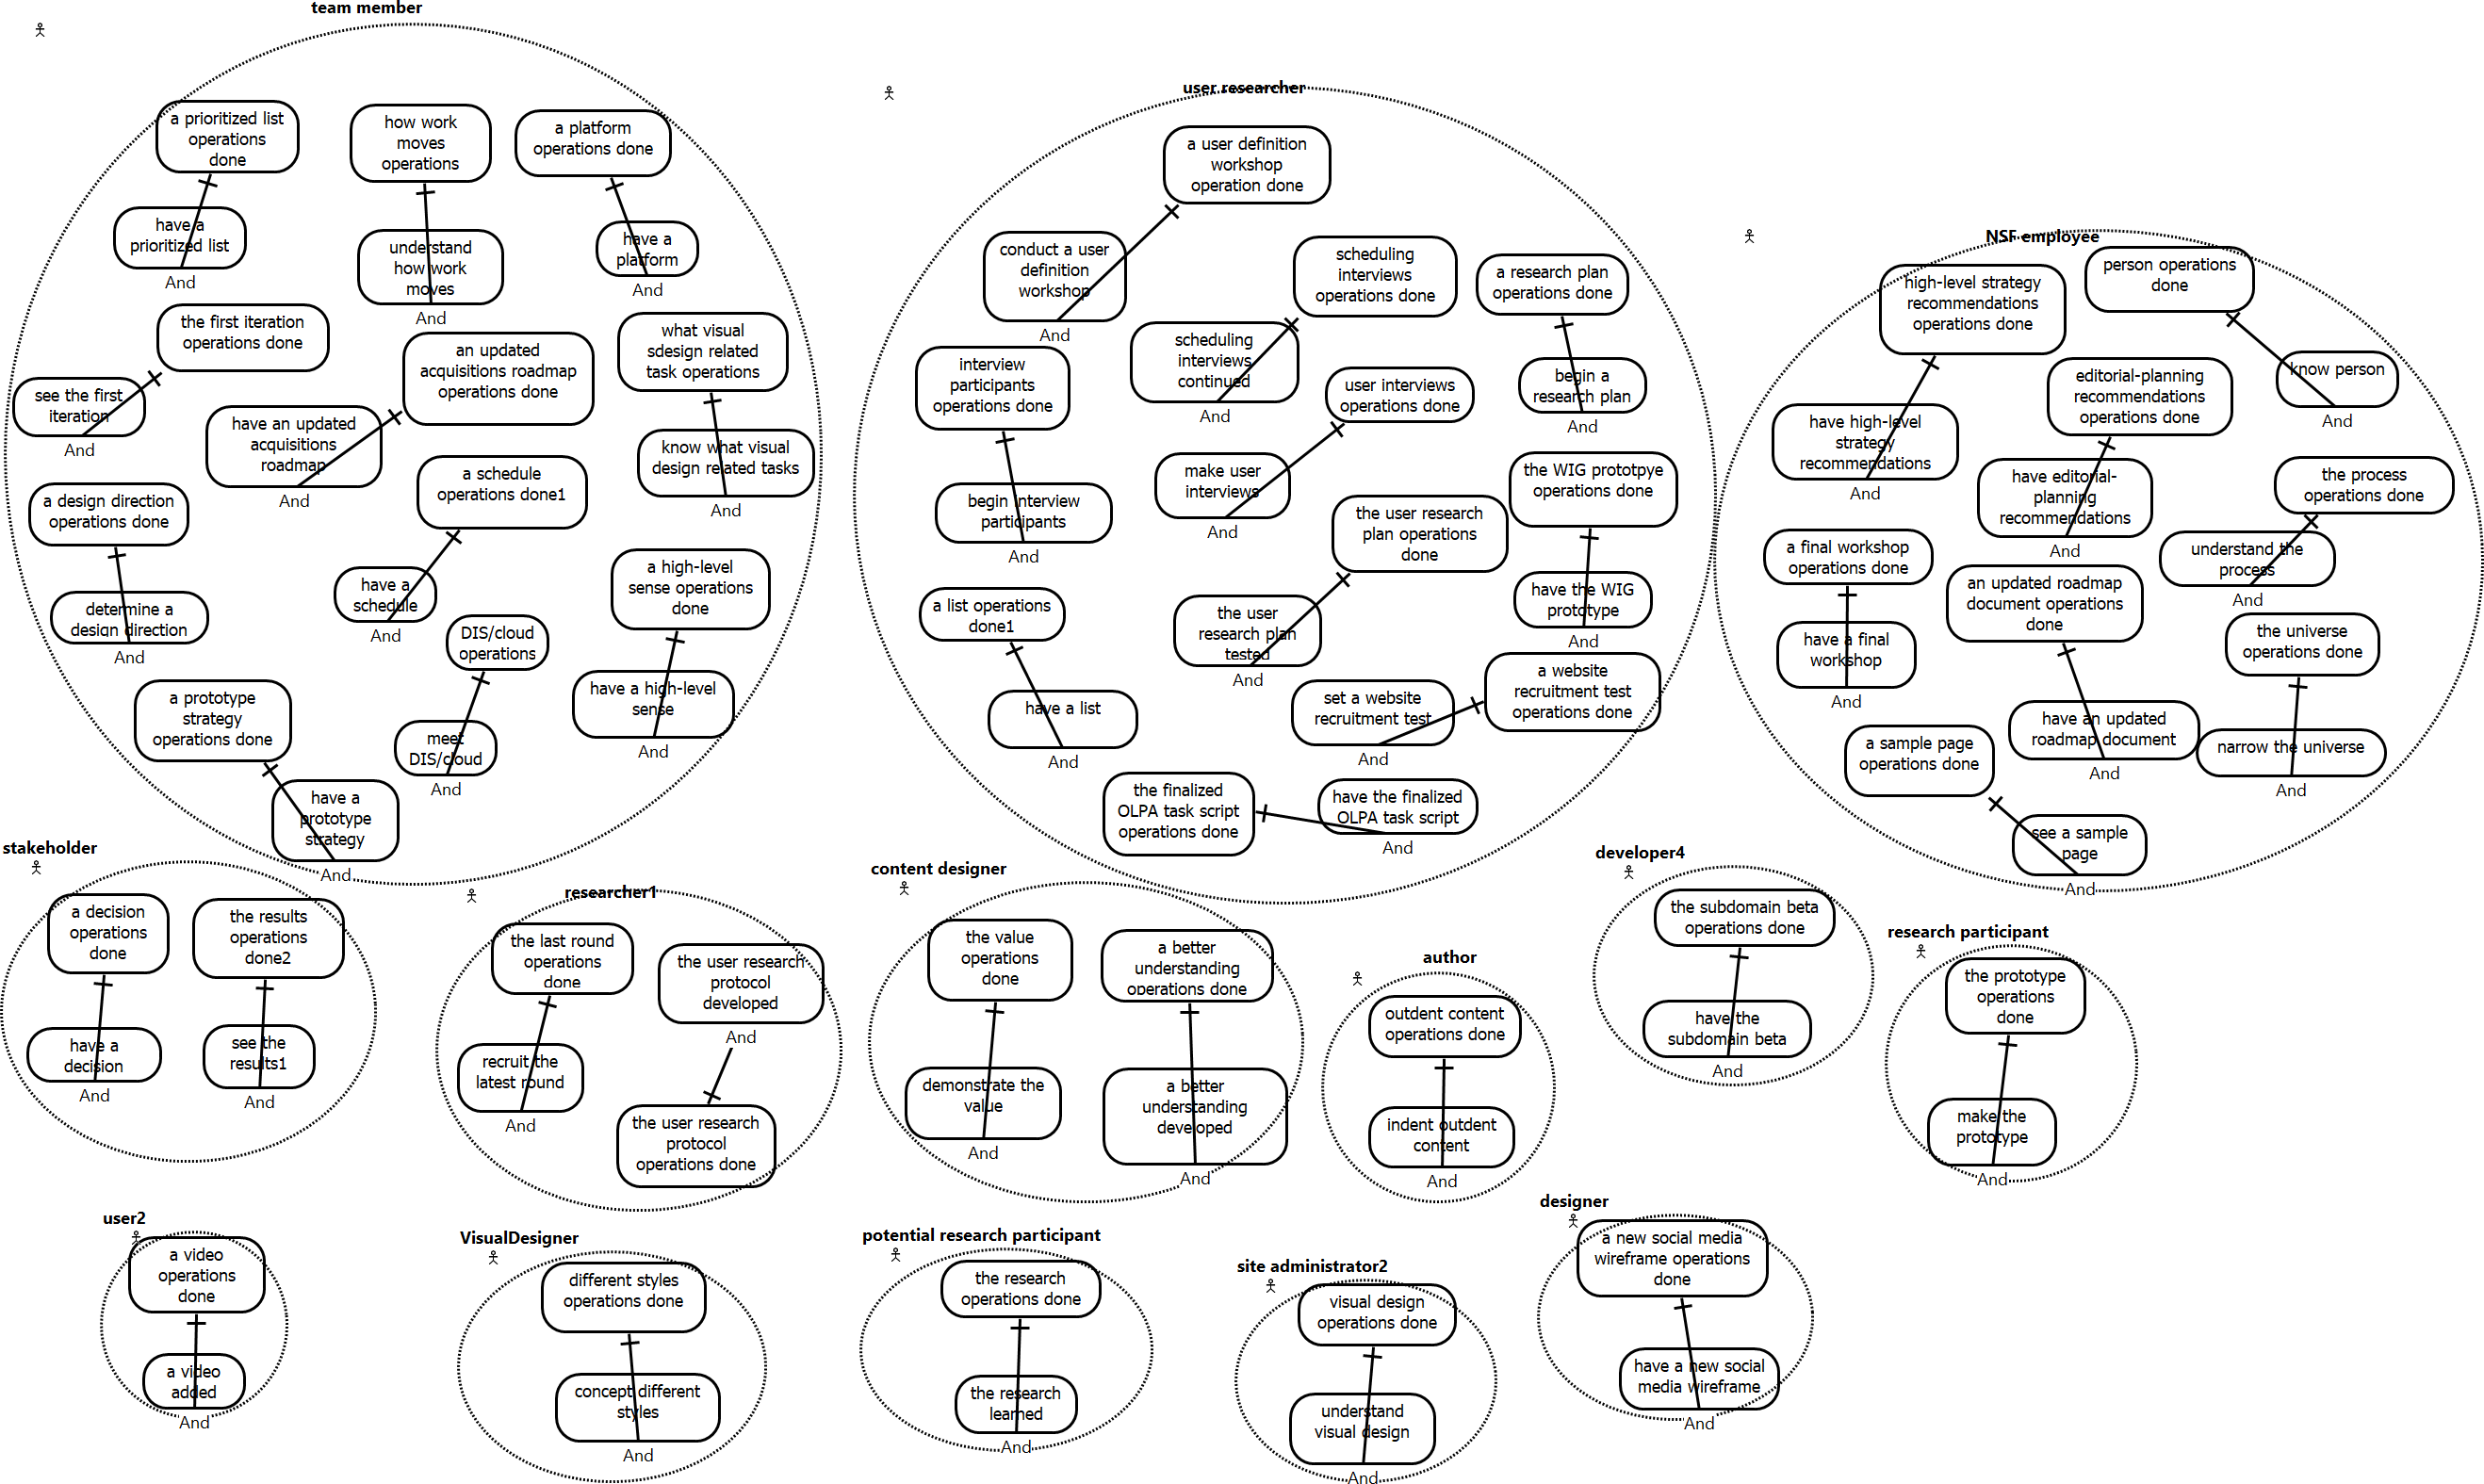 team member
a prioritized list
operations
done
have a
prioritized list
And
how work
moves
operations
understand
how work
moves
And
a platform
operations done
have a
platform
And
the first iteration
operations done
see the first
iteration
And
an updated
acquisitions roadmap
operations done
have an updated
acquisitions
roadmap
And
what visual
sdesign related
task operations
know what visual
design related tasks
And
a design direction
operations done
determine a
design direction
And
a schedule
operations done1
have a
schedule
And
a high-level
sense operations
done
have a high-level
sense
And
DIS/cloud
operations
meet
DIS/cloud
And
a prototype
strategy
operations done
have a
prototype
strategy
And
user researcher
a user definition
workshop
operation done
conduct a user
definition
workshop
And
scheduling
interviews
operations done
scheduling
interviews
continued
And
a research plan
operations done
begin a
research plan
And
interview
participants
operations done
begin interview
participants
And
user interviews
operations done
make user
interviews
And
the WIG prototpye
operations done
have the WIG
prototype
And
the user research
plan operations
done
the user
research plan
tested
And
a list operations
done1
have a list
And
a website
recruitment test
operations done
set a website
recruitment test
And
the finalized
OLPA task script
operations done
have the finalized
OLPA task script
And
NSF employee
high-level strategy
recommendations
operations done
have high-level
strategy
recommendations
And
person operations
done
know person
And
editorial-planning
recommendations
operations done
have editorial-
planning
recommendations
And
the process
operations done
understand the
process
And
a final workshop
operations done
have a final
workshop
And
an updated roadmap
document operations
done
have an updated
roadmap document
And
the universe
operations done
narrow the universe
And
a sample page
operations done
see a sample
page
And
stakeholder
a decision
operations
done
have a
decision
And
the results
operations
done2
see the
results1
And
researcher1
the last round
operations
done
recruit the
latest round
And
the user research
protocol
developed
And
the user research
protocol
operations done
content designer
the value
operations
done
demonstrate the
value
And
a better
understanding
operations done
a better
understanding
developed
And
author
outdent content
operations done
indent outdent
content
And
developer4
the subdomain beta
operations done
have the
subdomain beta
And
research participant
the prototype
operations
done
make the
prototype
And
user2
a video
operations
done
a video
added
And
VisualDesigner
different styles
operations done
concept different
styles
And
potential research participant
the research
operations done
the research
learned
And
site administrator2
visual design
operations done
understand
visual design
And
designer
a new social media
wireframe operations
done
have a new social
media wireframe
And